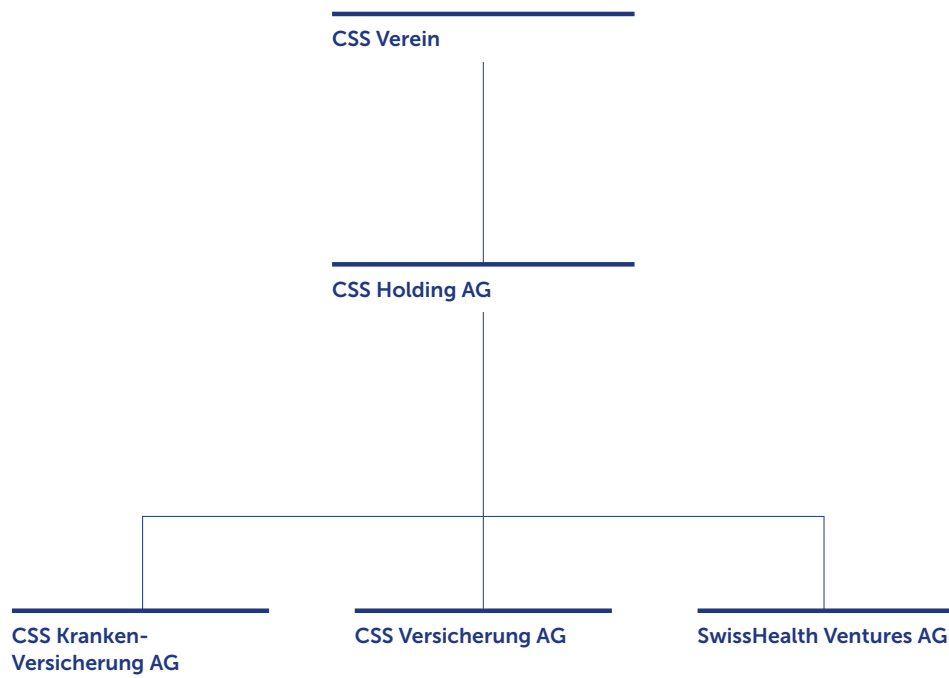 CSS Verein
CSS Holding AG
CSS Kranken-
Versicherung AG
CSS Versicherung AG
SwissHealth Ventures AG